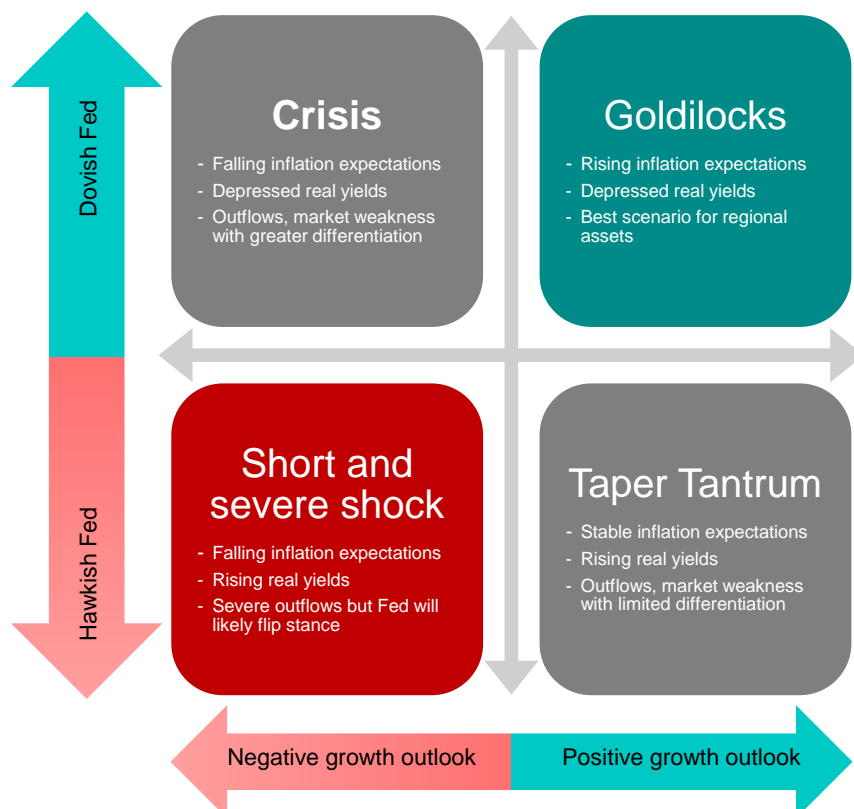 Dovish Fed
Crisis
- Falling inflation expectations
- Depressed real yields
- Outflows, market weakness
with greater differentiation
Goldilocks
- Rising inflation expectations
- Depressed real yields
- Best scenario for regional
assets
Hawkish Fed
Short and
severe shock
- Falling inflation expectations
- Rising real yields
- Severe outflows but Fed will
likely flip stance
Taper Tantrum
- Stable inflation expectations
- Rising real yields
- Outflows, market weakness
with limited differentiation
Negative growth outlook
Positive growth outlook